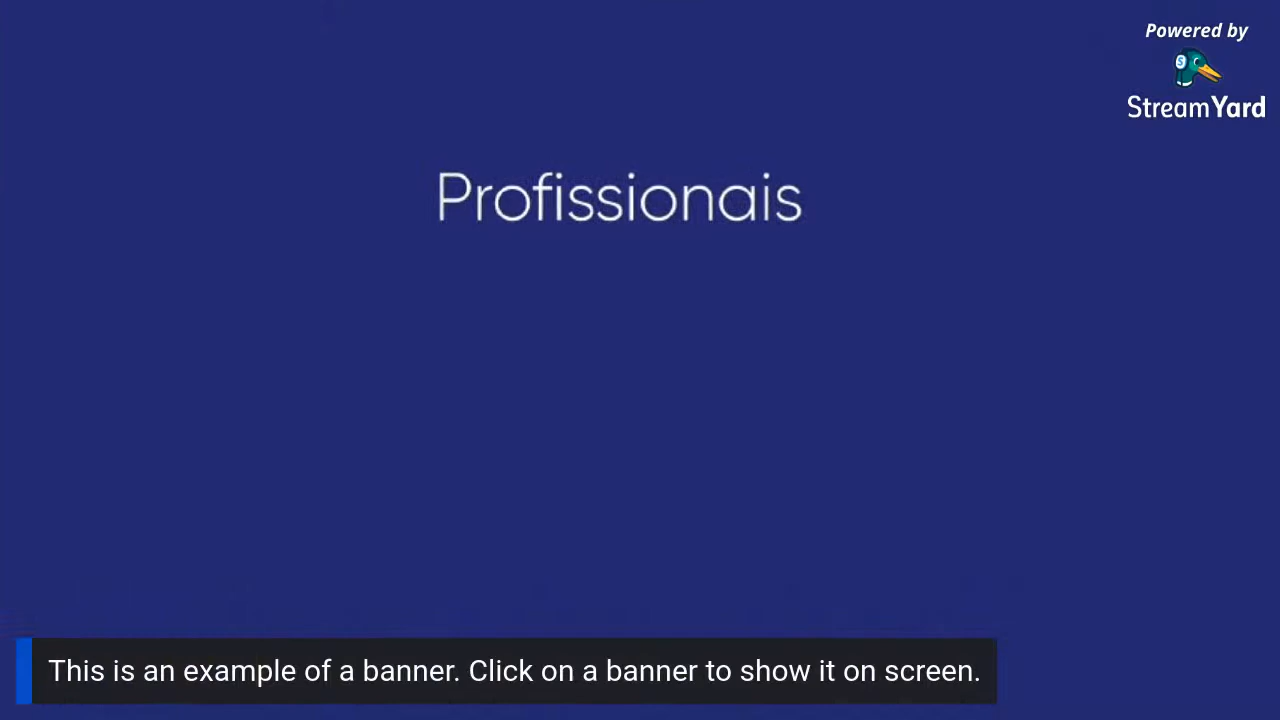 Powered by
StreamYard
Profissionais
This is an example of a banner. Click on a banner to show it on screen.